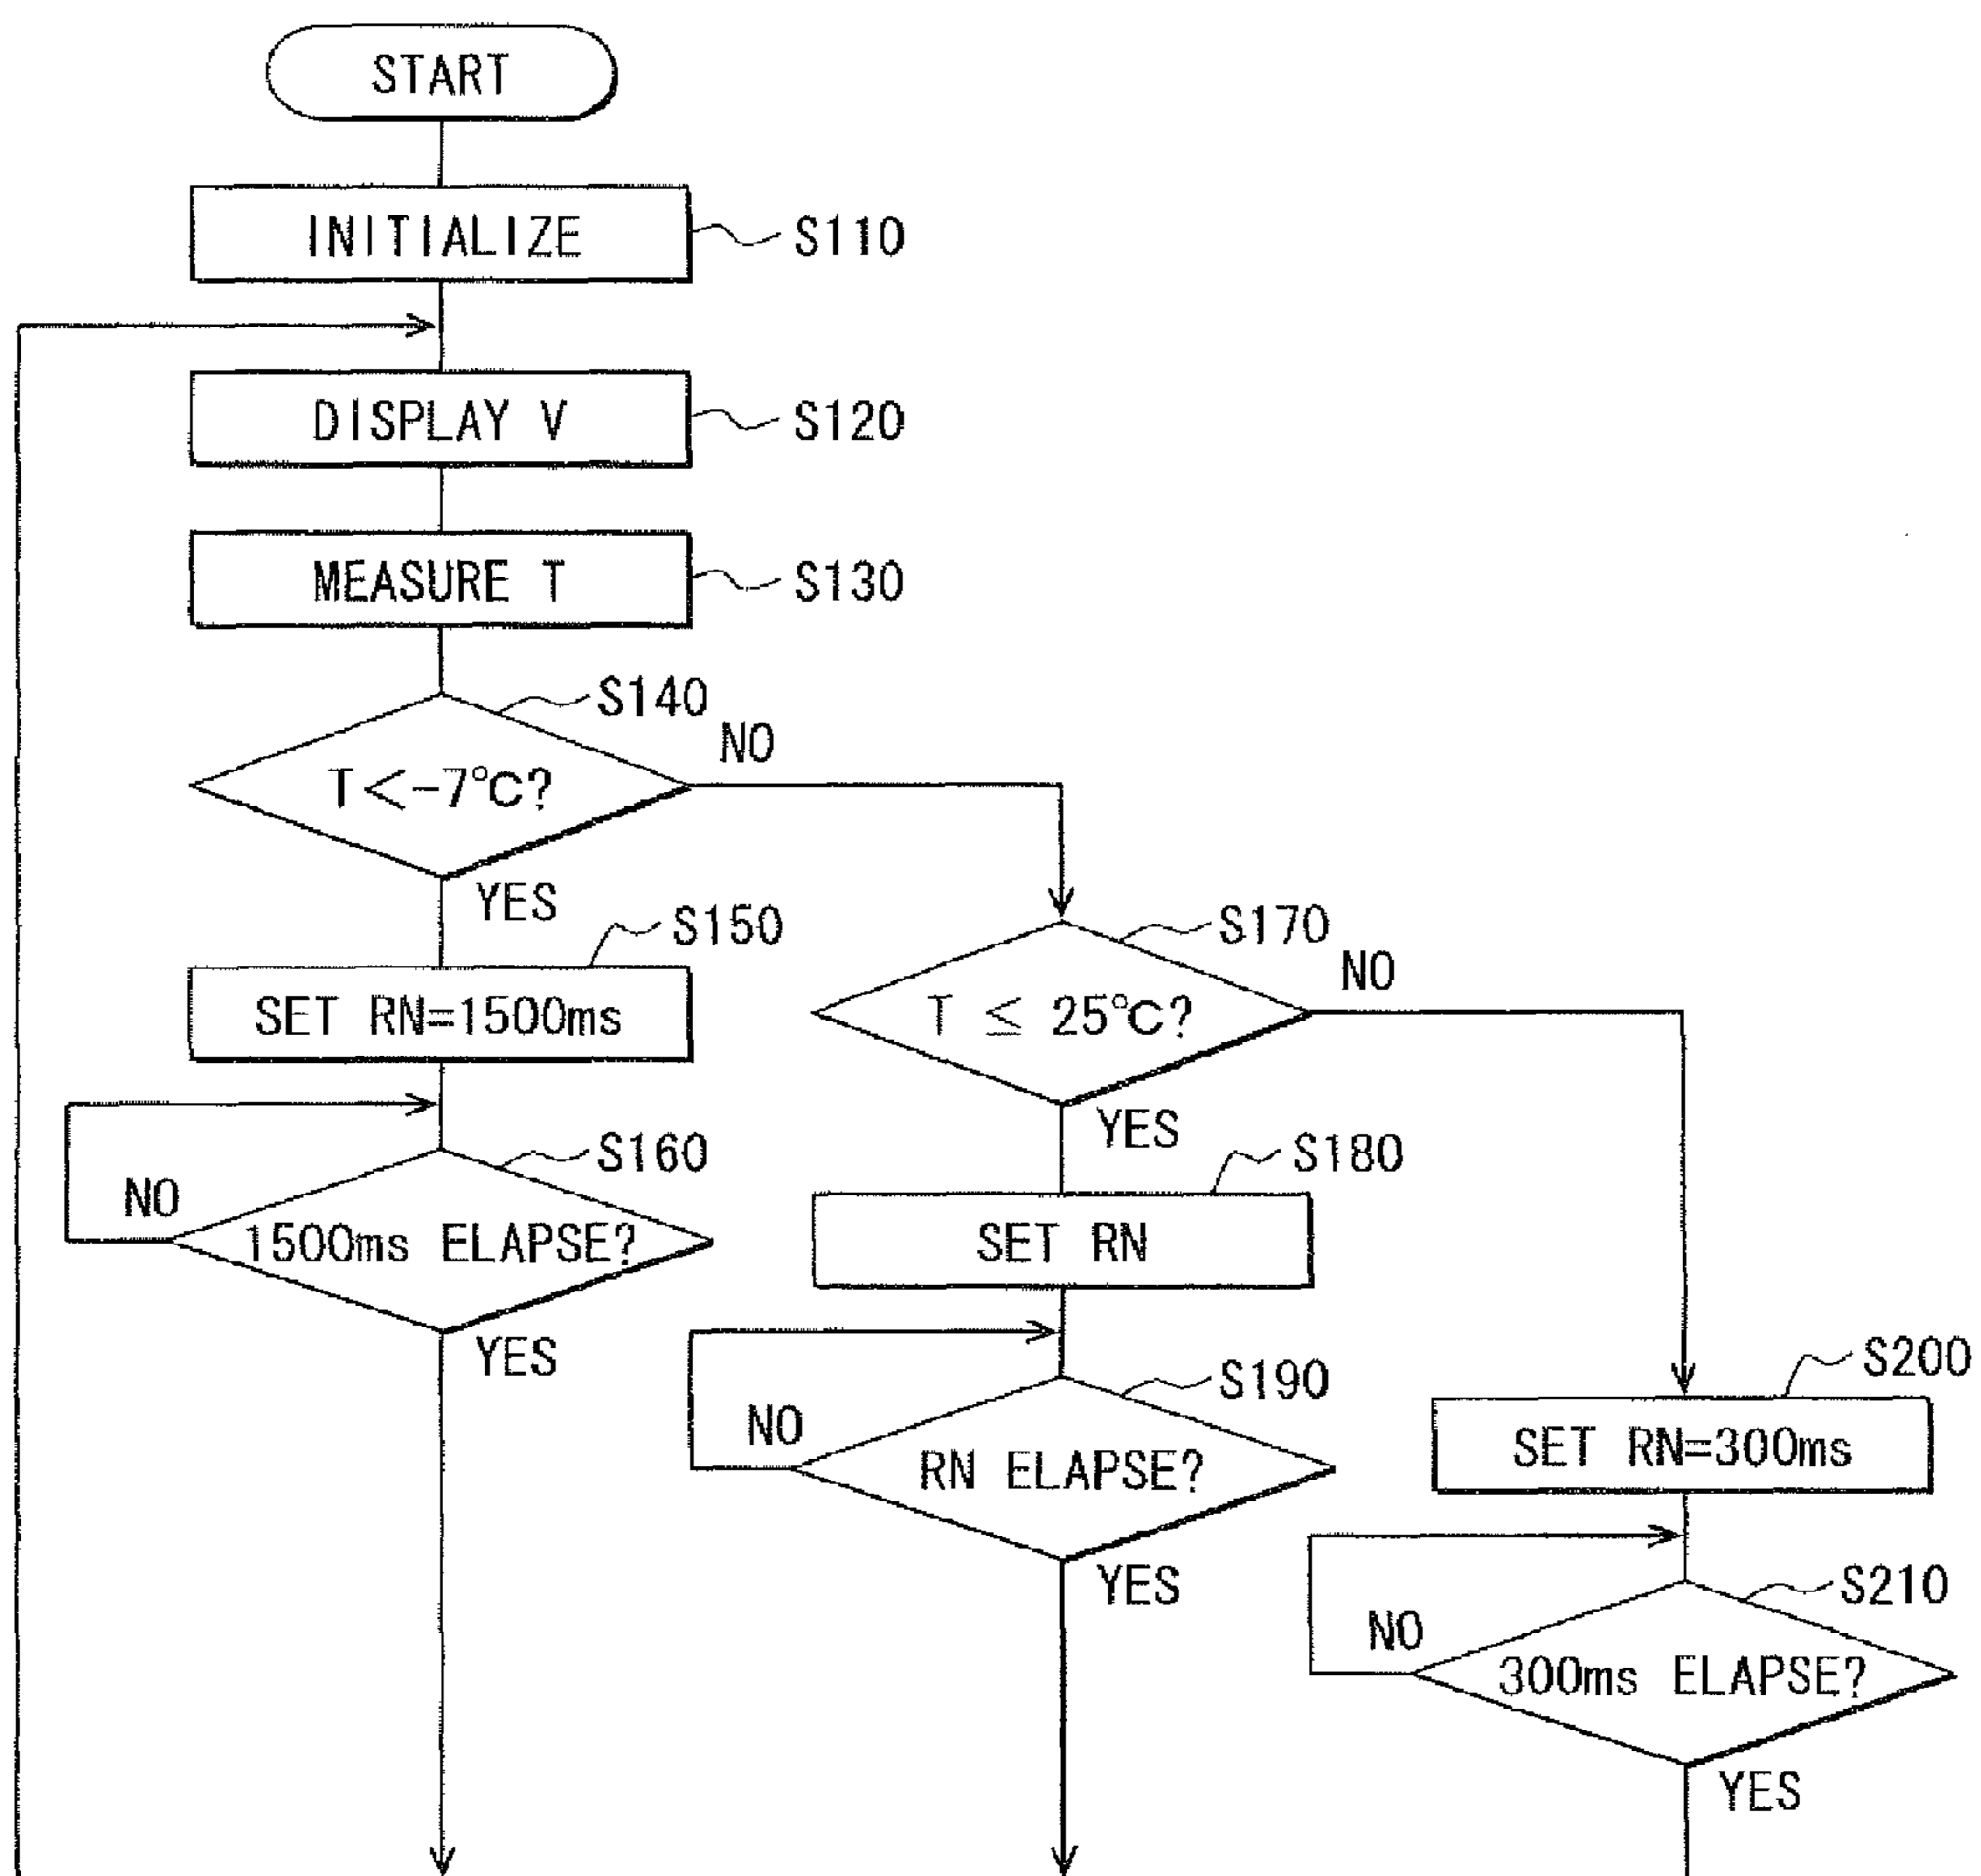 START
INITIALIZE
S110
DISPLAY V
S120
MEASURE T
S130
S140
T<-7℃?
NO
YES
S150
SET RN=1500ms
S160
NO
1500ms ELAPSE?
YES
S170
T ≦ 25℃?
NO
YES
S180
SET RN
S190
NO
RN ELAPSE?
YES
S200
SET RN=300ms
S210
NO
300ms ELAPSE?
YES